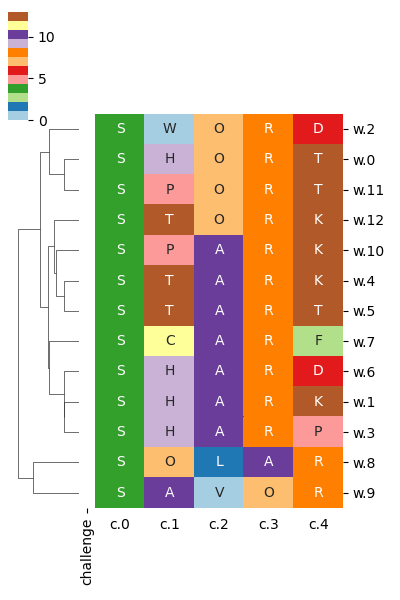 10
5
0
S W O R D w.2
S H O R T w.0
S P O R T w.11
S T O R K w.12
S P A R K w.10
S T A R K w.4
S T A R T w.5
S C A R F w.7
S H A R D w.6
S H A R K w.1
S H A R P w.3
S O L A R w.8
S A V O R w.9
challenge c.0 c.1 c.2 c.3 c.4